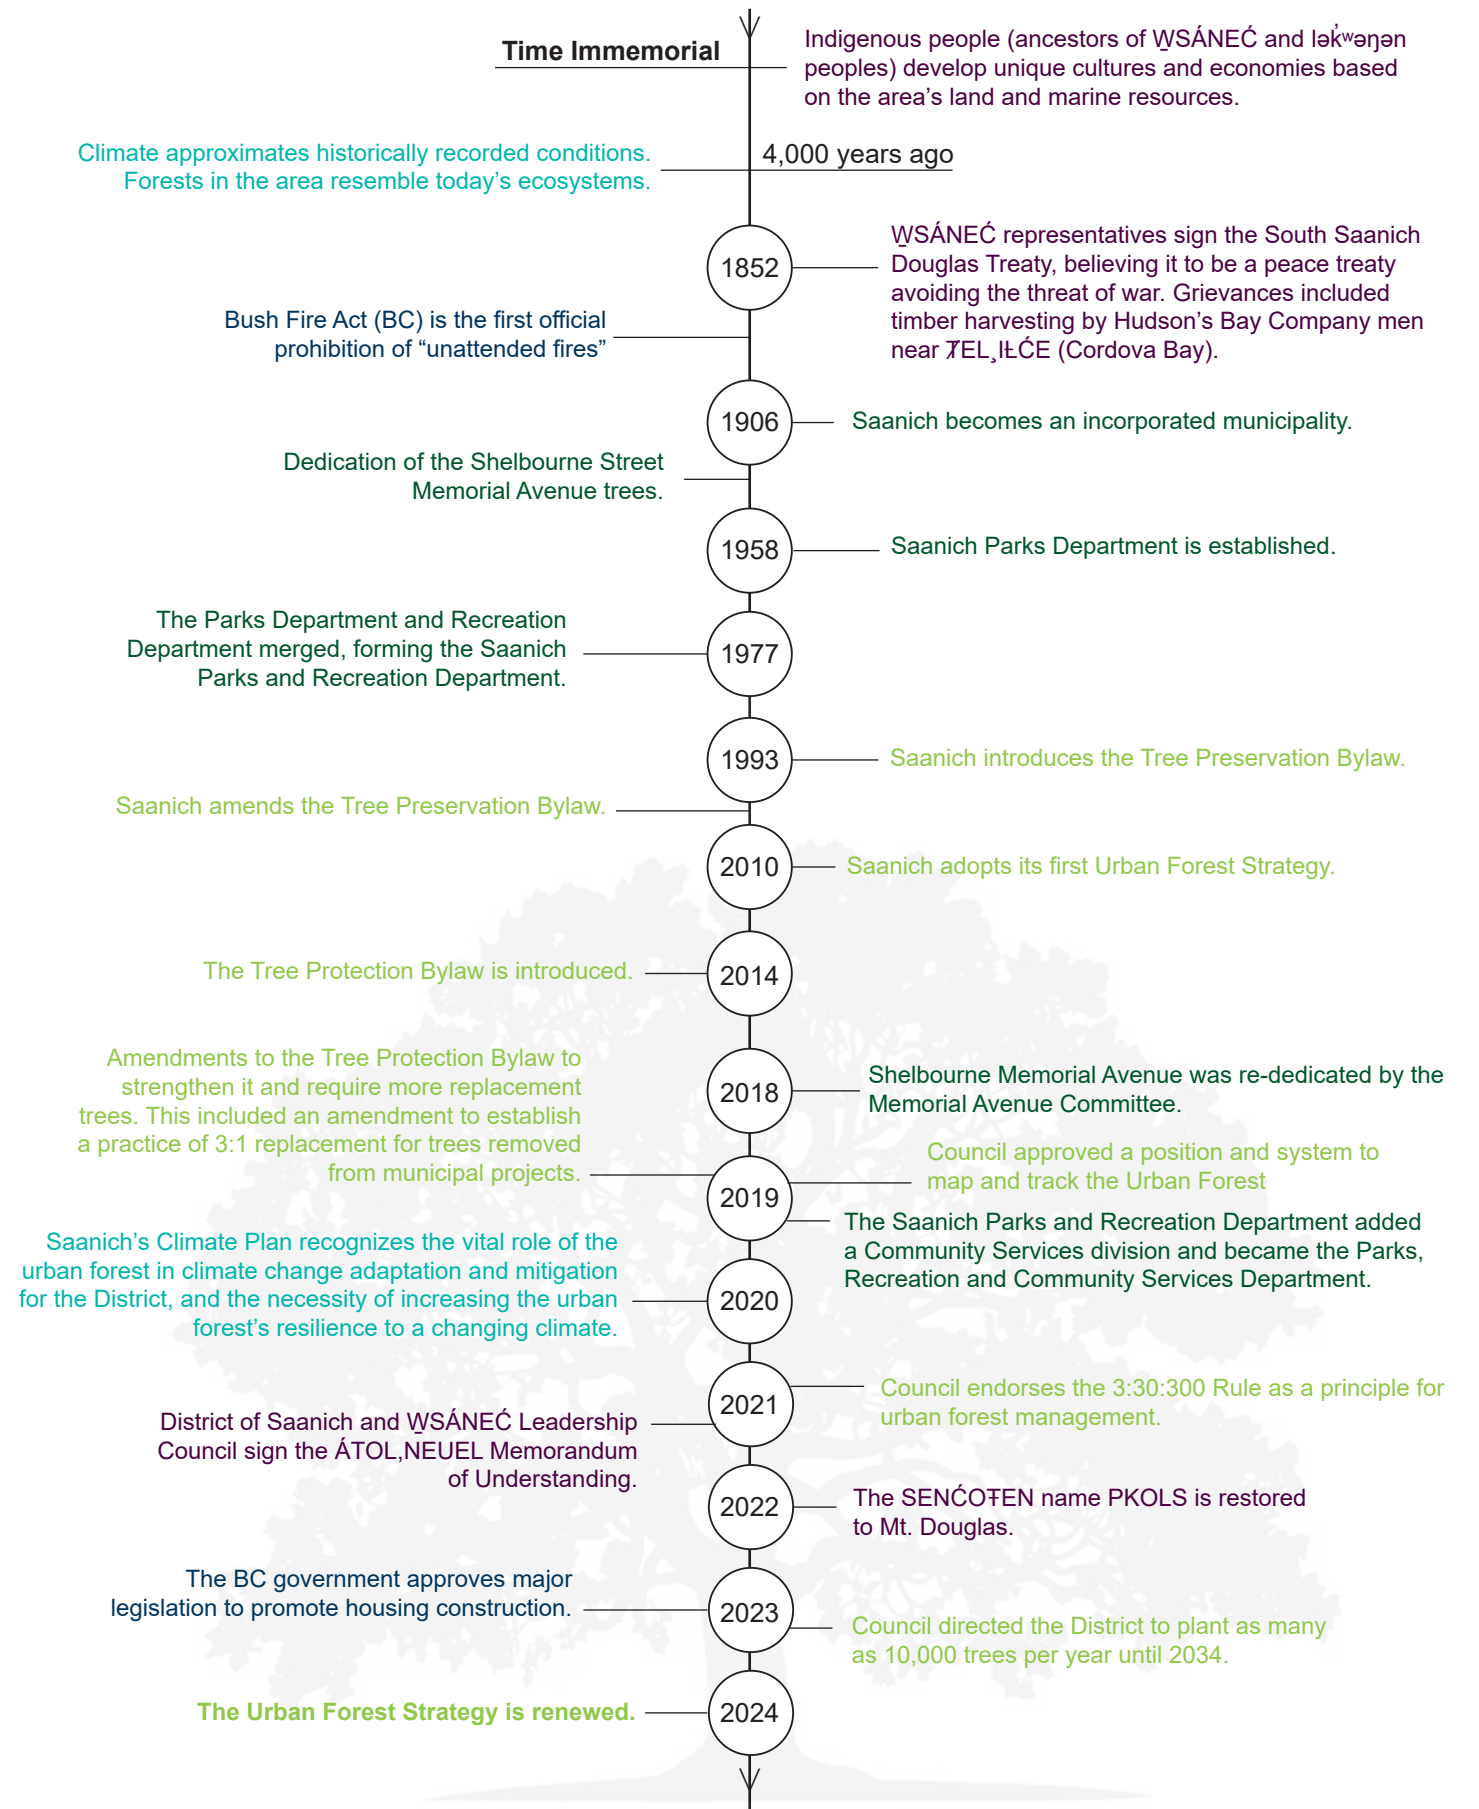 Time Immemorial
Indigenous people (ancestors of W̱SÁNEĆ and lək̓ʷəŋən
peoples) develop unique cultures and economies based
on the area’s land and marine resources.
Climate approximates historically recorded conditions.
Forests in the area resemble today’s ecosystems.
4,000 years ago
1852
W̱SÁNEĆ representatives sign the South Saanich
Douglas Treaty, believing it to be a peace treaty
avoiding the threat of war. Grievances included
timber harvesting by Hudson’s Bay Company men
near ȾEL¸IȽĆE (Cordova Bay).
Bush Fire Act (BC) is the first official
prohibition of “unattended fires”
1906
Saanich becomes an incorporated municipality.
Dedication of the Shelbourne Street
Memorial Avenue trees.
1958
Saanich Parks Department is established.
The Parks Department and Recreation
Department merged, forming the Saanich
Parks and Recreation Department.
1977
1993
Saanich introduces the Tree Preservation Bylaw.
Saanich amends the Tree Preservation Bylaw.
2010
Saanich adopts its first Urban Forest Strategy.
The Tree Protection Bylaw is introduced.
2014
2018
Shelbourne Memorial Avenue was re-dedicated by the
Memorial Avenue Committee.
Amendments to the Tree Protection Bylaw to
strengthen it and require more replacement
trees. This included an amendment to establish
a practice of 3:1 replacement for trees removed
from municipal projects.
2019
Council approved a position and system to
map and track the Urban Forest
The Saanich Parks and Recreation Department added
a Community Services division and became the Parks,
Recreation and Community Services Department.
Saanich’s Climate Plan recognizes the vital role of the
urban forest in climate change adaptation and mitigation
for the District, and the necessity of increasing the urban
forest’s resilience to a changing climate.
2020
2021
Council endorses the 3:30:300 Rule as a principle for
urban forest management.
District of Saanich and W̱SÁNEĆ Leadership
Council sign the ÁTOL,NEUEL Memorandum
of Understanding.
2022
The SENĆOŦEN name PKOLS is restored
to Mt. Douglas.
The BC government approves major
legislation to promote housing construction.
2023
Council directed the District to plant as many
as 10,000 trees per year until 2034.
The Urban Forest Strategy is renewed.
2024